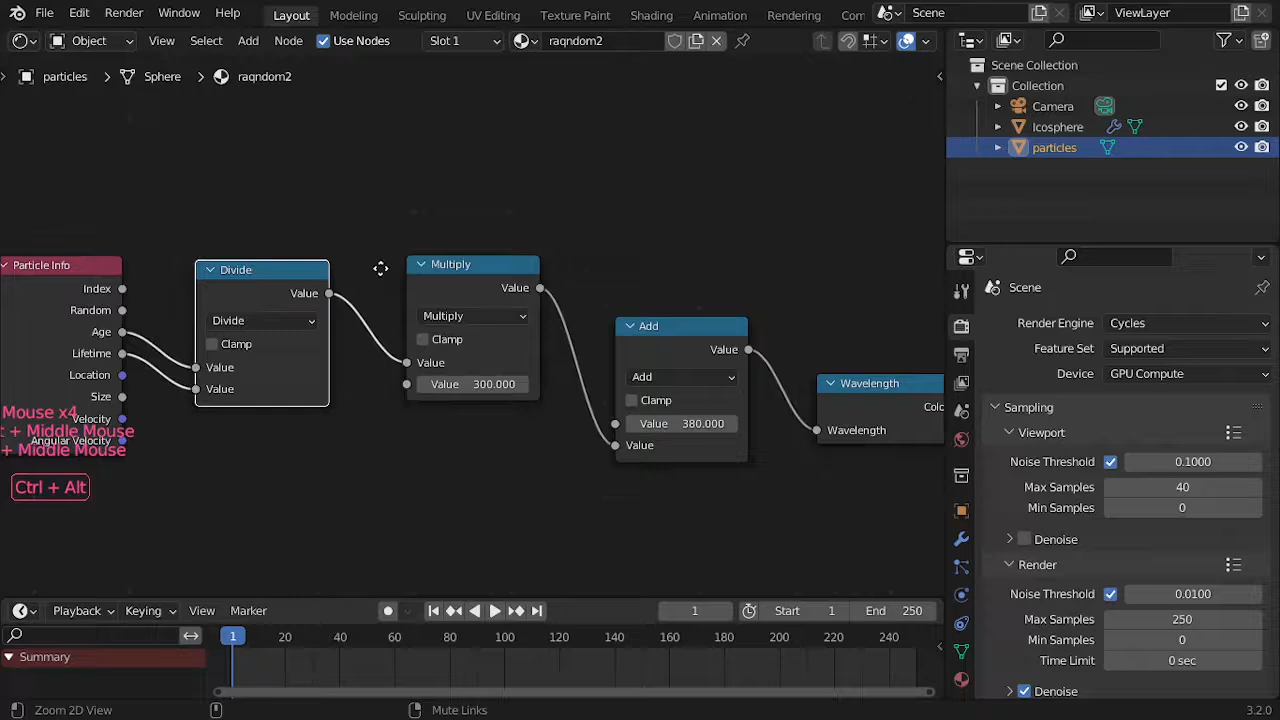 File Edit Render Window Help Layout Modeling Sculpting UV Editing Texture Paint Shading Animation Rendering Com Scene ViewLayer
Object View Select Add Node Use Nodes Slot 1 raqndom2
particles Sphere raqndom2
Scene Collection
Collection
Camera
Icosphere
particles
Particle Info
Index
Random
Age
Lifetime
Location
Size
Velocity
Angular Velocity
Divide
Value
Divide
Clamp
Value
Value
Multiply
Value
Multiply
Clamp
Value
Value 300.000
Add
Value
Add
Clamp
Value 380.000
Value
Wavelength
Colo
Wavelength
Mouse x4
t + Middle Mouse
+ Middle Mouse
Ctrl + Alt
Scene
Render Engine Cycles
Feature Set Supported
Device GPU Compute
Sampling
Viewport
Noise Threshold 0.1000
Max Samples 40
Min Samples 0
Denoise
Render
Noise Threshold 0.0100
Max Samples 250
Min Samples 0
Time Limit 0 sec
Denoise
Playback Keying View Marker 1 Start 1 End 250
1 20 40 60 80 100 120 140 160 180 200 220 240
Summary
Zoom 2D View Mute Links 3.2.0